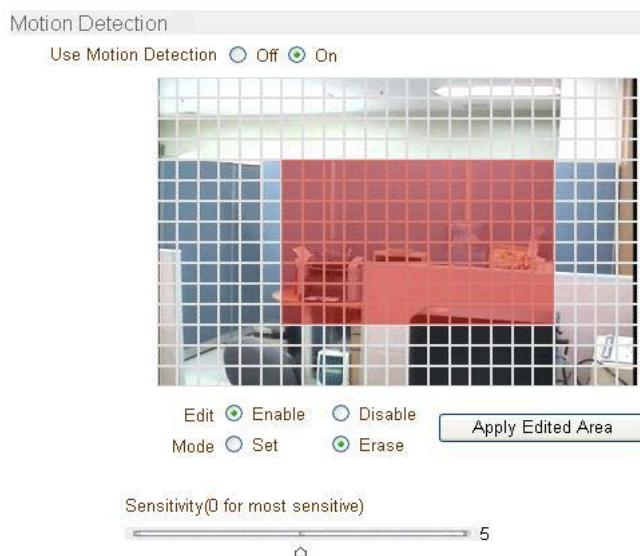 Motion Detection
Use Motion Detection Off On
Edit Enable Disable
Apply Edited Area
Mode Set Erase
Sensitivity(0 for most sensitive)
5